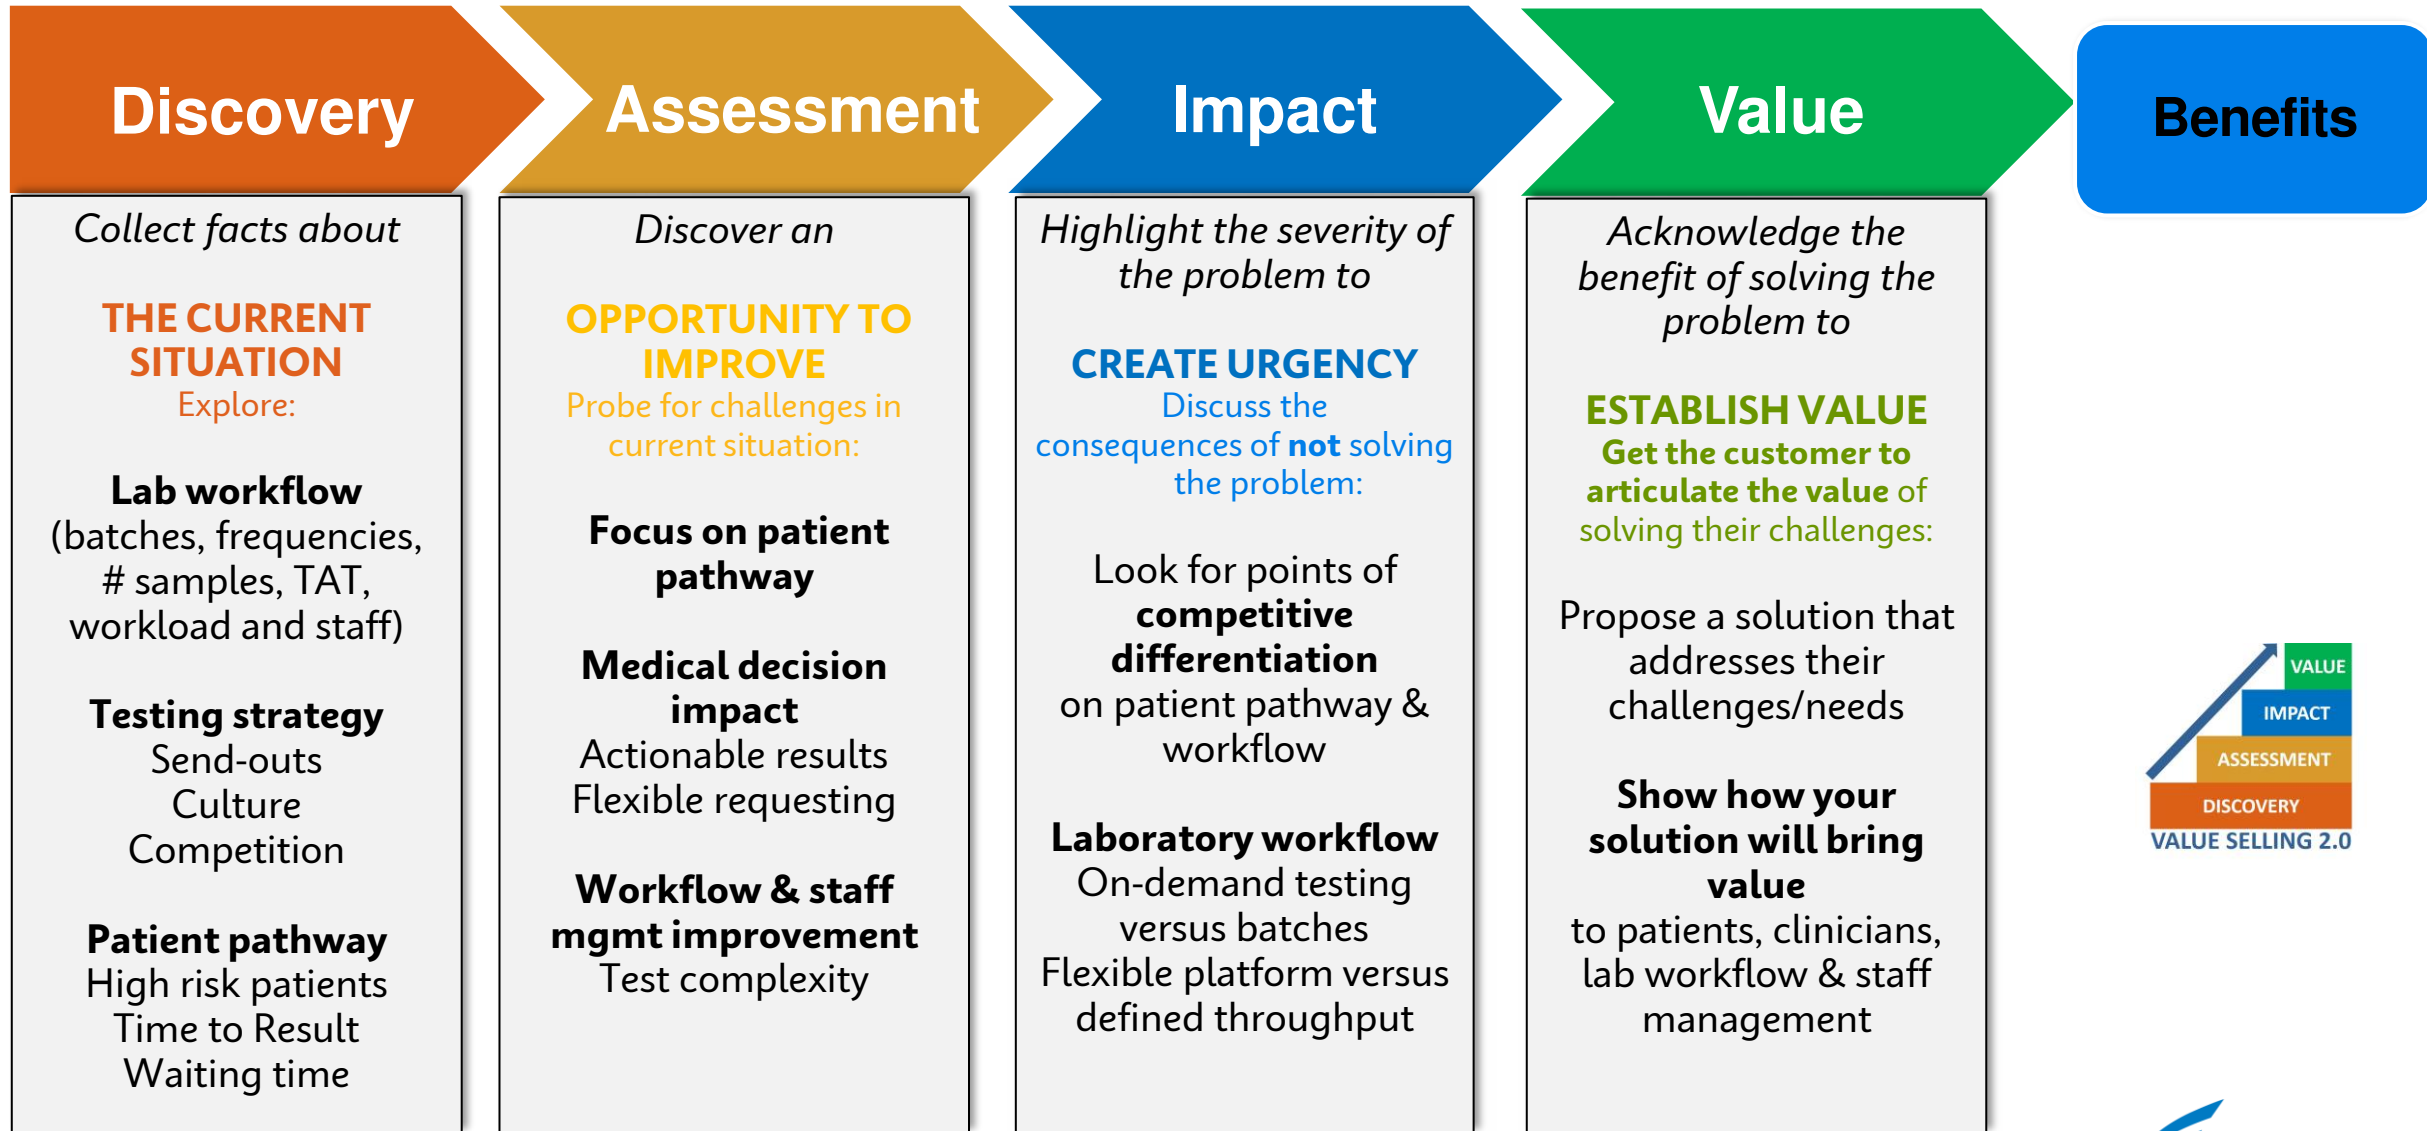 Discovery
Assessment
Impact
Value
Benefits
Collect facts about
THE CURRENT
SITUATION
Explore:
Lab workflow
(batches, frequencies,
# samples, TAT,
workload and staff)
Testing strategy
Send-outs
Culture
Competition
Patient pathway
High risk patients
Time to Result
Waiting time
Discover an
OPPORTUNITY TO
IMPROVE
Probe for challenges in
current situation:
Focus on patient
pathway
Medical decision
impact
Actionable results
Flexible requesting
Workflow & staff
mgmt improvement
Test complexity
Highlight the severity of
the problem to
CREATE URGENCY
Discuss the
consequences of not solving
the problem:
Look for points of
competitive
differentiation
on patient pathway &
workflow
Laboratory workflow
On-demand testing
versus batches
Flexible platform versus
defined throughput
Acknowledge the
benefit of solving the
problem to
ESTABLISH VALUE
Get the customer to
articulate the value of
solving their challenges:
Propose a solution that
addresses their
challenges/needs
Show how your
solution will bring
value
to patients, clinicians,
lab workflow & staff
management
VALUE
IMPACT
ASSESSMENT
DISCOVERY
VALUE SELLING 2.0